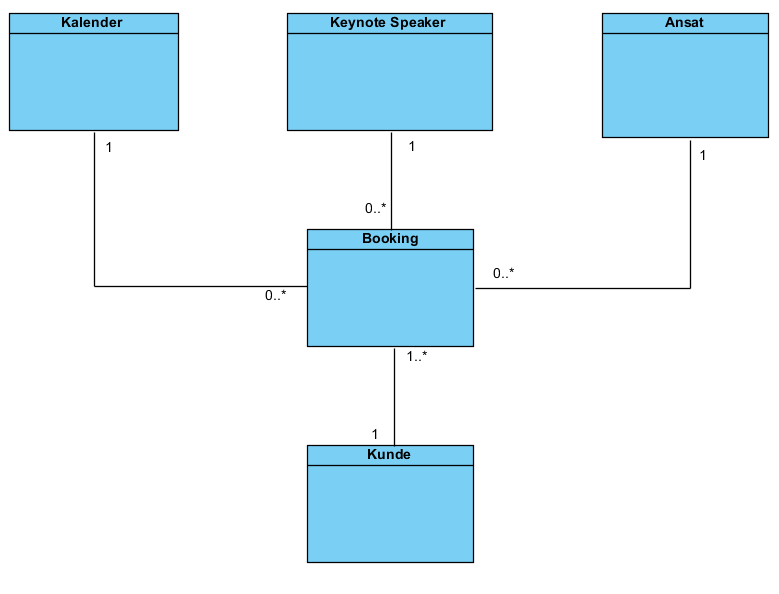 Kalender
Keynote Speaker
Ansat
1
1
1
0..*
Booking
0..*
0..*
1..*
1
Kunde